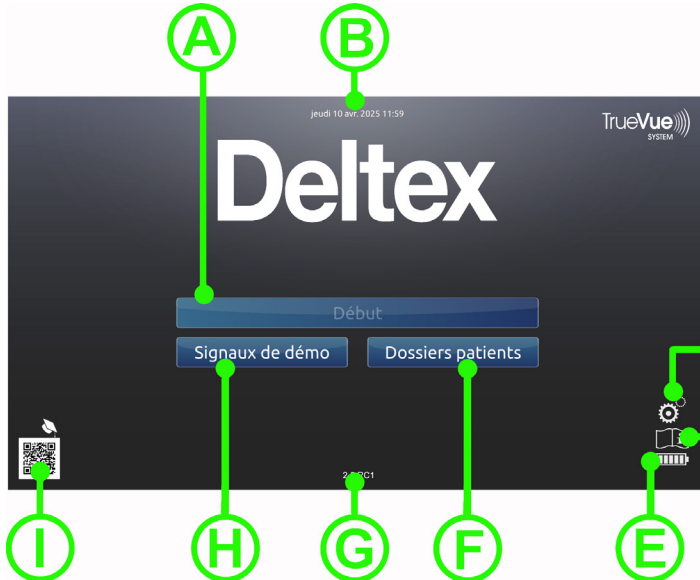 A
B
jeudi 10 avr. 2025 11:59
TrueVue
SYSTEM
Deltex
Début
Signaux de démo
Dossiers patients
I
H
G
F
E